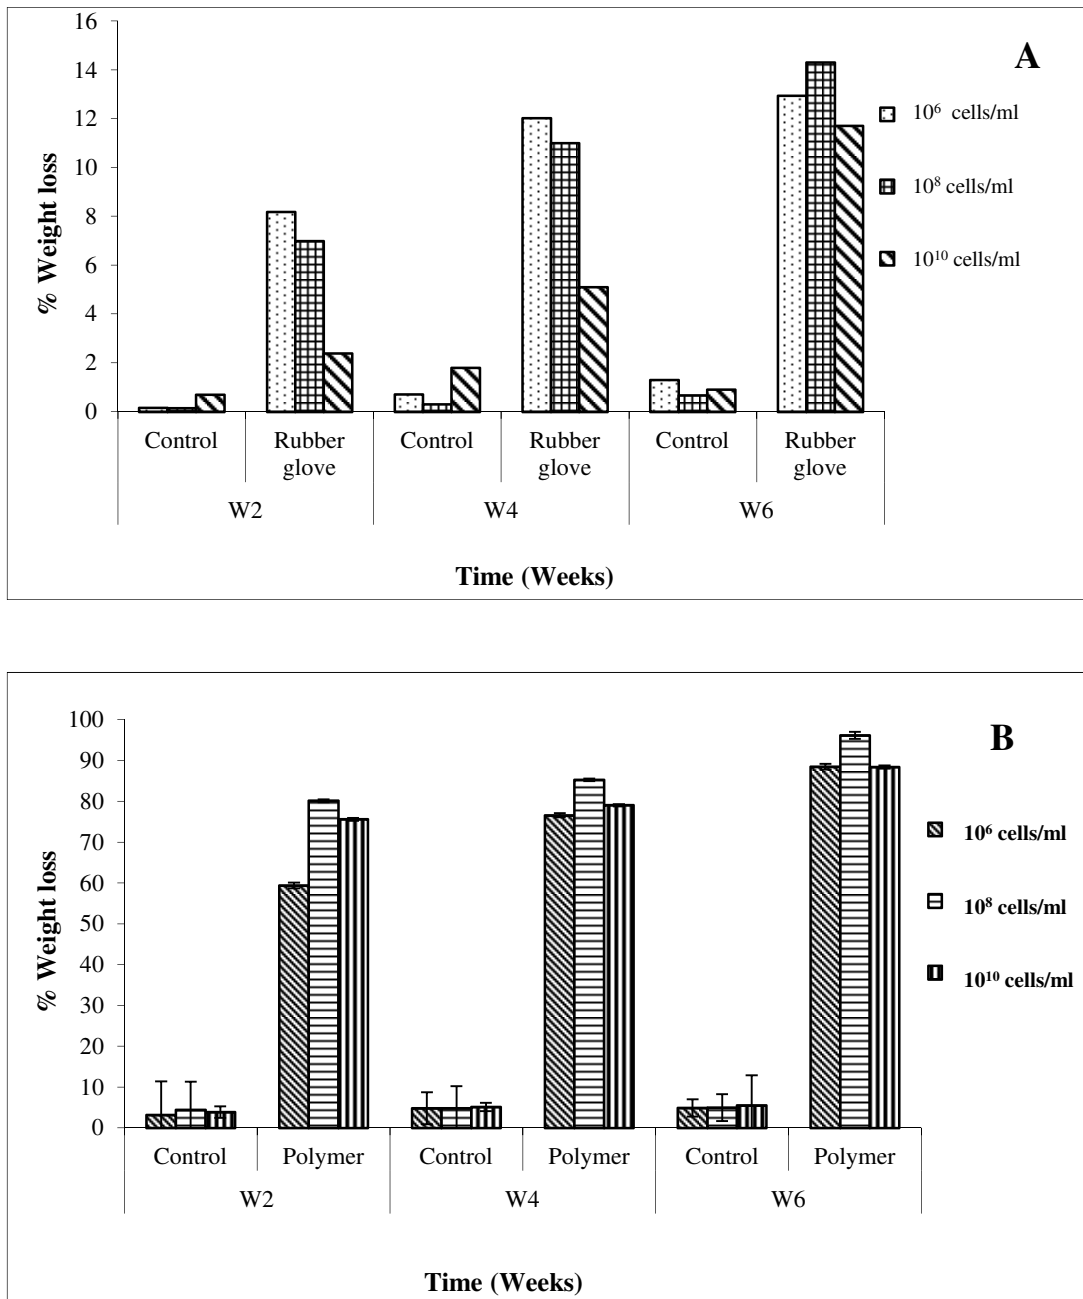 16
14
12
10
8
6
4
2
0
% Weight loss
A
10⁶ cells/ml
10⁸ cells/ml
10¹⁰ cells/ml
Control Rubber glove Control Rubber glove Control Rubber glove
W2 W4 W6
Time (Weeks)
100
90
80
70
60
50
40
30
20
10
0
% Weight loss
B
10⁶ cells/ml
10⁸ cells/ml
10¹⁰ cells/ml
Control Polymer Control Polymer Control Polymer
W2 W4 W6
Time (Weeks)